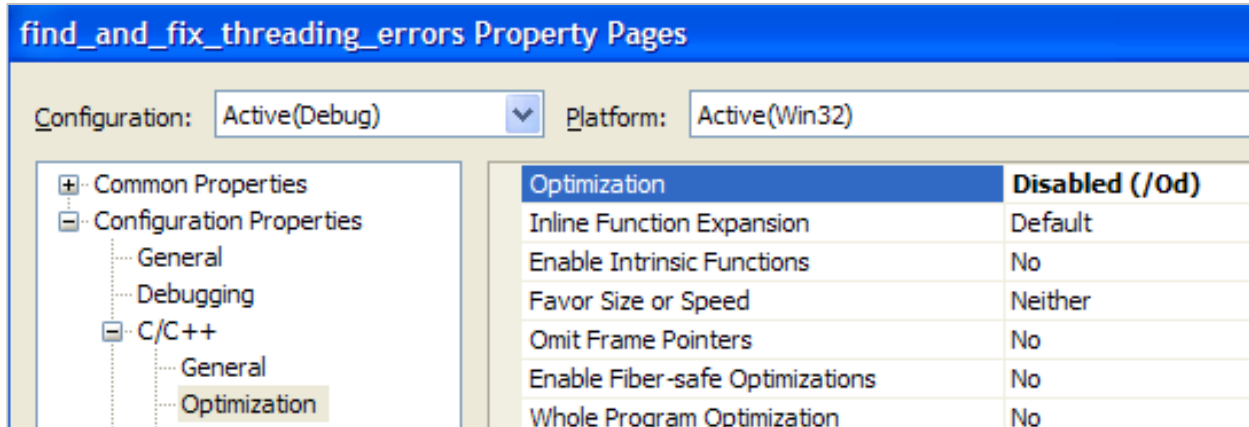 find_and_fix_threading_errors Property Pages
Configuration: Active(Debug) Platform: Active(Win32)
Common Properties
Configuration Properties
General
Debugging
C/C++
General
Optimization
Optimization Disabled (/Od)
Inline Function Expansion Default
Enable Intrinsic Functions No
Favor Size or Speed Neither
Omit Frame Pointers No
Enable Fiber-safe Optimizations No
Whole Program Optimization No